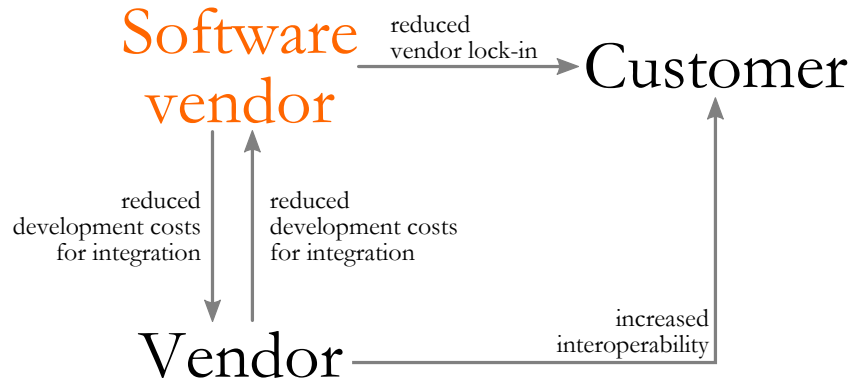 Software
vendor
reduced
vendor lock-in
Customer
reduced
development costs
for integration
reduced
development costs
for integration
Vendor
increased
interoperability